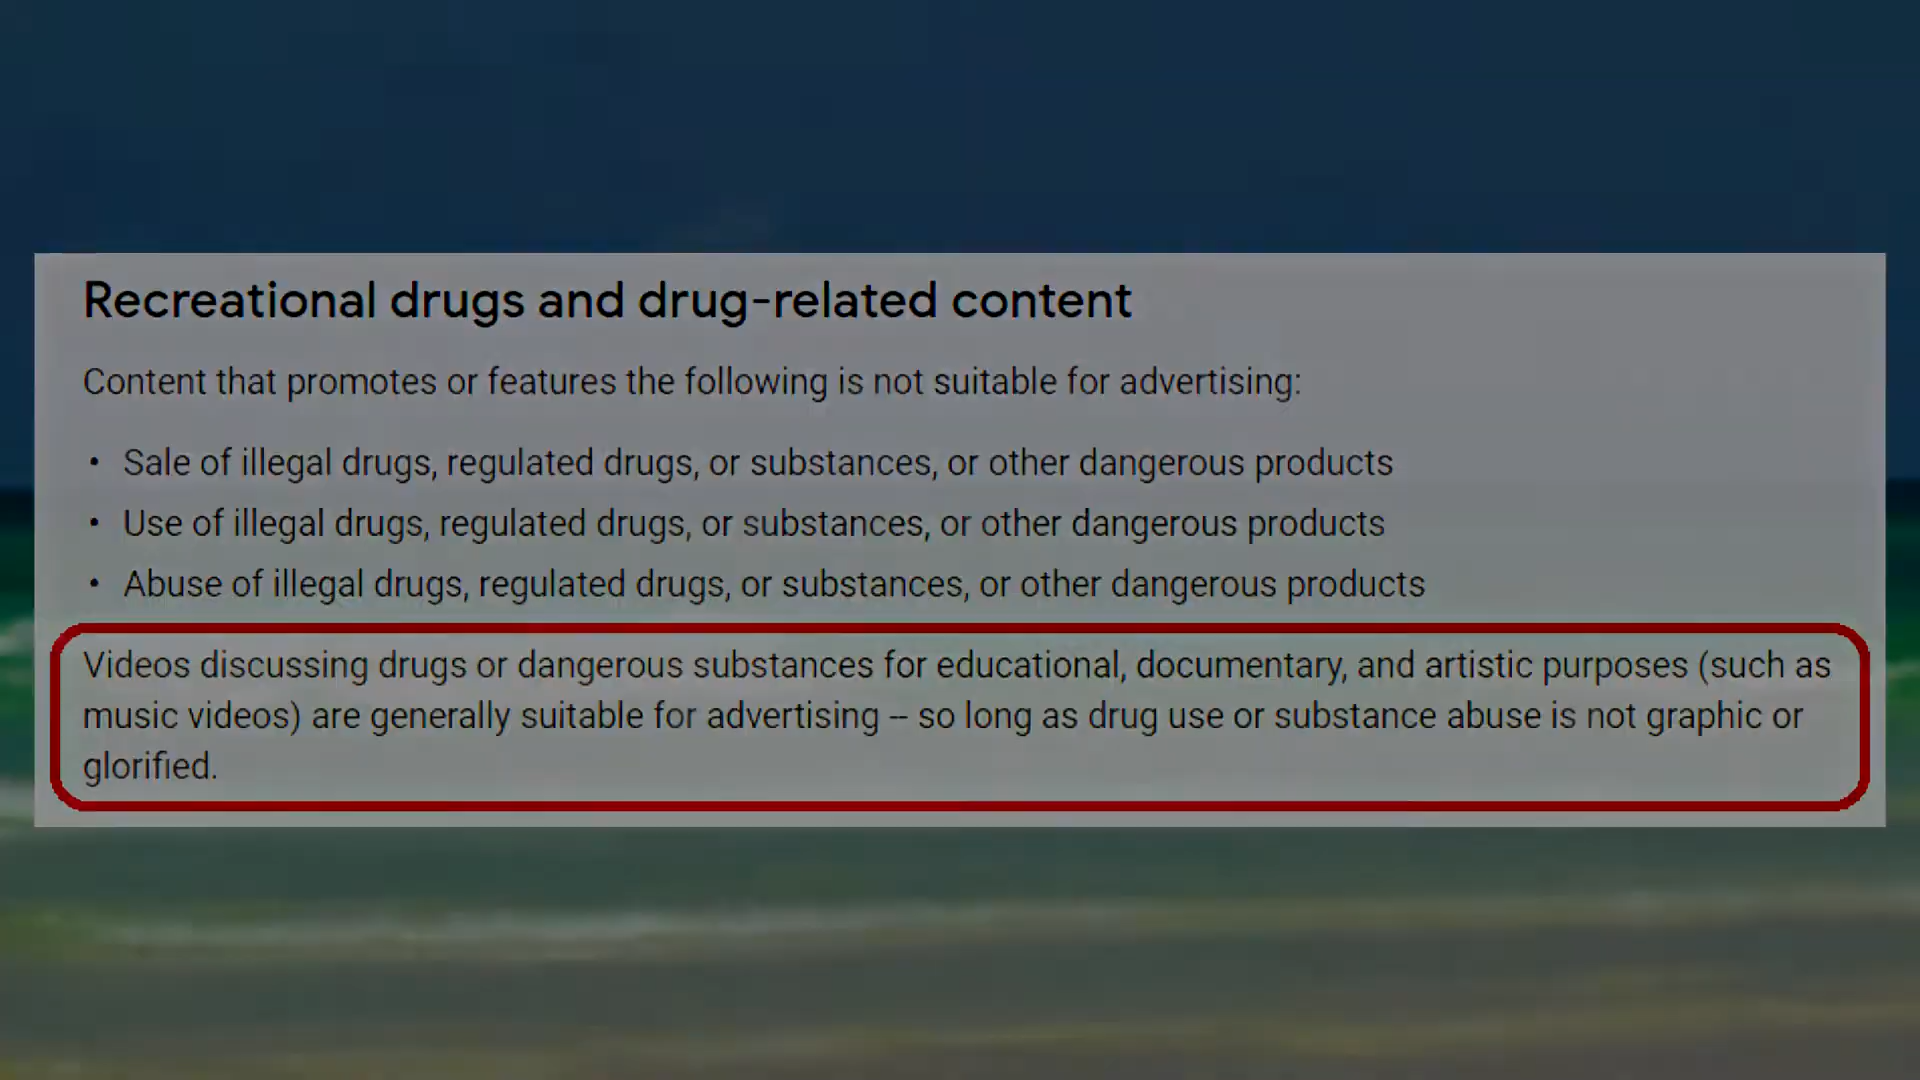 Recreational drugs and drug-related content
Content that promotes or features the following is not suitable for advertising:
• Sale of illegal drugs, regulated drugs, or substances, or other dangerous products
• Use of illegal drugs, regulated drugs, or substances, or other dangerous products
• Abuse of illegal drugs, regulated drugs, or substances, or other dangerous products
Videos discussing drugs or dangerous substances for educational, documentary, and artistic purposes (such as
music videos) are generally suitable for advertising -- so long as drug use or substance abuse is not graphic or
glorified.